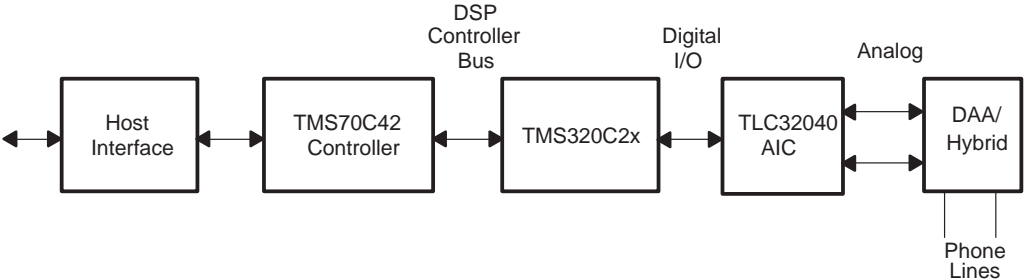 DSP
Controller
Bus
Digital
I/O
Analog
Host
Interface
TMS70C42
Controller
TMS320C2x
TLC32040
AIC
DAA/
Hybrid
Phone
Lines